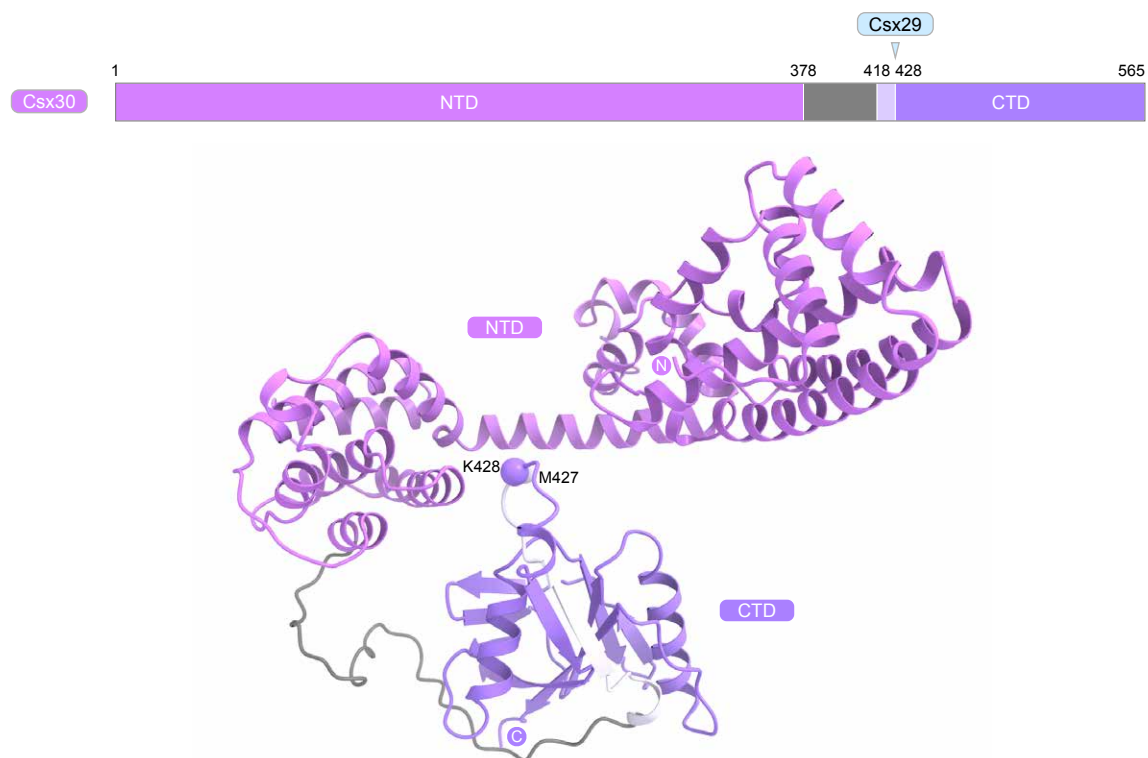 Csx29
1 378 418 428 565
Csx30 NTD CTD
NTD
N
K428 M427
CTD
C